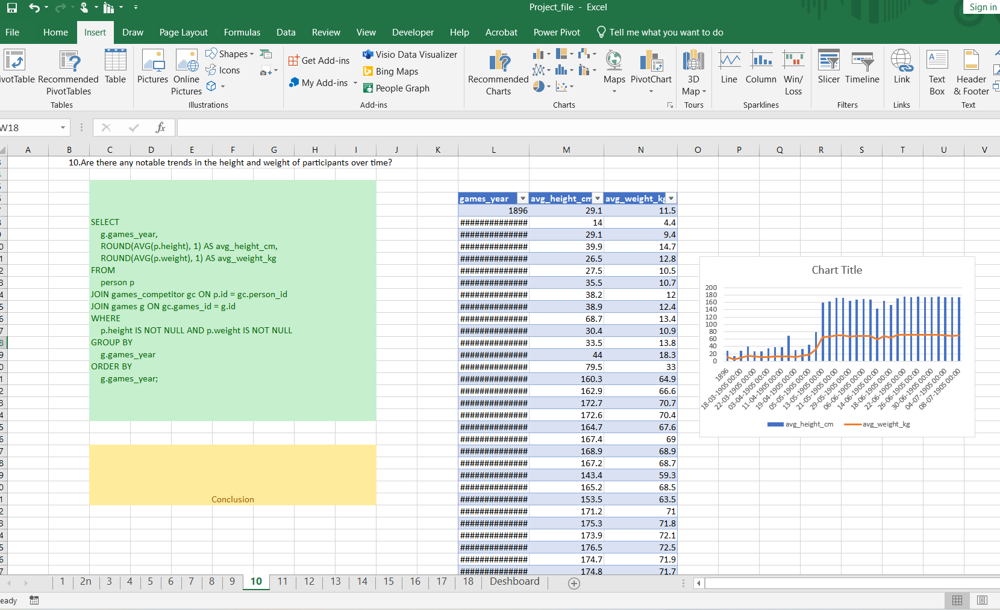 Project_file - Excel
Sign in
File Home Insert Draw Page Layout Formulas Data Review View Developer Help Acrobat Power Pivot Tell me what you want to do
Recommended PivotTables
Table
Pictures
Online Pictures
Shapes
Icons
Get Add-ins
My Add-ins
Visio Data Visualizer
Bing Maps
People Graph
Recommended Charts
Maps
PivotChart
3D Map
Line
Column
Win/ Loss
Slicer
Timeline
Link
Text Box
Header & Footer
Tables Illustrations Add-ins Charts Tours Sparklines Filters Links Text
W18
fx
A B C D E F G H I J K L M N O P Q R S T U V
10.Are there any notable trends in the height and weight of participants over time?
SELECT
g.games_year,
ROUND(AVG(p.height), 1) AS avg_height_cm,
ROUND(AVG(p.weight), 1) AS avg_weight_kg
FROM
person p
JOIN games_competitor gc ON p.id = gc.person_id
JOIN games g ON gc.games_id = g.id
WHERE
p.height IS NOT NULL AND p.weight IS NOT NULL
GROUP BY
g.games_year
ORDER BY
g.games_year;
Conclusion
games_year avg_height_cm avg_weight_kg
1896 29.1 11.5
############## 14 4.4
############## 29.1 9.4
############## 39.9 14.7
############## 26.5 12.8
############## 27.5 10.5
############## 35.5 10.7
############## 38.2 12
############## 38.9 12.4
############## 68.7 13.4
############## 30.4 10.9
############## 33.5 13.8
############## 44 18.3
############## 79.5 33
############## 160.3 64.9
############## 162.9 66.6
############## 172.7 70.7
############## 172.6 70.4
############## 164.7 67.6
############## 167.4 69
############## 168.9 68.9
############## 167.2 68.7
############## 143.4 59.3
############## 165.2 68.5
############## 153.5 63.5
############## 171.2 71
############## 175.3 71.8
############## 173.9 72.1
############## 176.5 72.5
############## 174.7 71.9
############## 174.8 71.7
Chart Title
200
180
160
140
120
100
80
60
40
20
0
1896
18-03-1905 00:00
22-03-1905 00:00
03-04-1905 00:00
11-04-1905 00:00
19-04-1905 00:00
05-05-1905 00:00
13-05-1905 00:00
21-05-1905 00:00
29-05-1905 00:00
06-06-1905 00:00
14-06-1905 00:00
18-06-1905 00:00
22-06-1905 00:00
26-06-1905 00:00
30-06-1905 00:00
04-07-1905 00:00
08-07-1905 00:00
avg_height_cm avg_weight_kg
1 2n 3 4 5 6 7 8 9 10 11 12 13 14 15 16 17 18 Deshboard